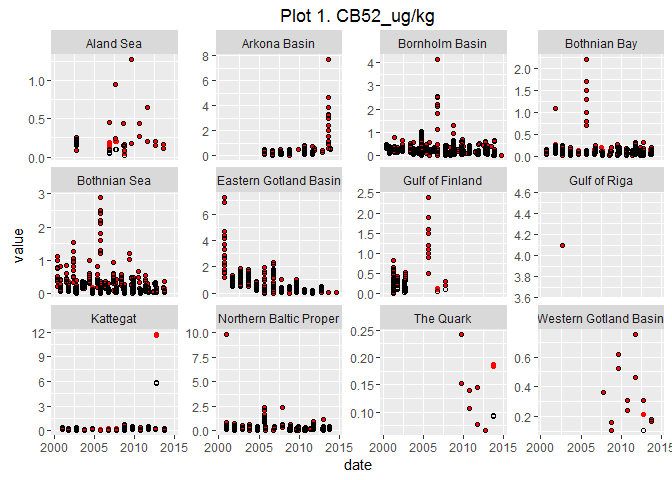 Plot 1. CB52_ug/kg
Aland Sea Arkona Basin Bornholm Basin Bothnian Bay
1.0 0.5 0.0
8 6 4 2 0
4 3 2 1 0
2.0 1.5 1.0 0.5 0.0
Bothnian Sea Eastern Gotland Basin Gulf of Finland Gulf of Riga
3 2 1 0
6 4 2 0
2.5 2.0 1.5 1.0 0.5 0.0
4.6 4.4 4.2 4.0 3.8 3.6
value
Kattegat Northern Baltic Proper The Quark Western Gotland Basin
12 9 6 3 0
10.0 7.5 5.0 2.5 0.0
0.25 0.20 0.15 0.10
0.6 0.4 0.2
2000 2005 2010 2015 2000 2005 2010 2015 2000 2005 2010 2015 2000 2005 2010 2015
date